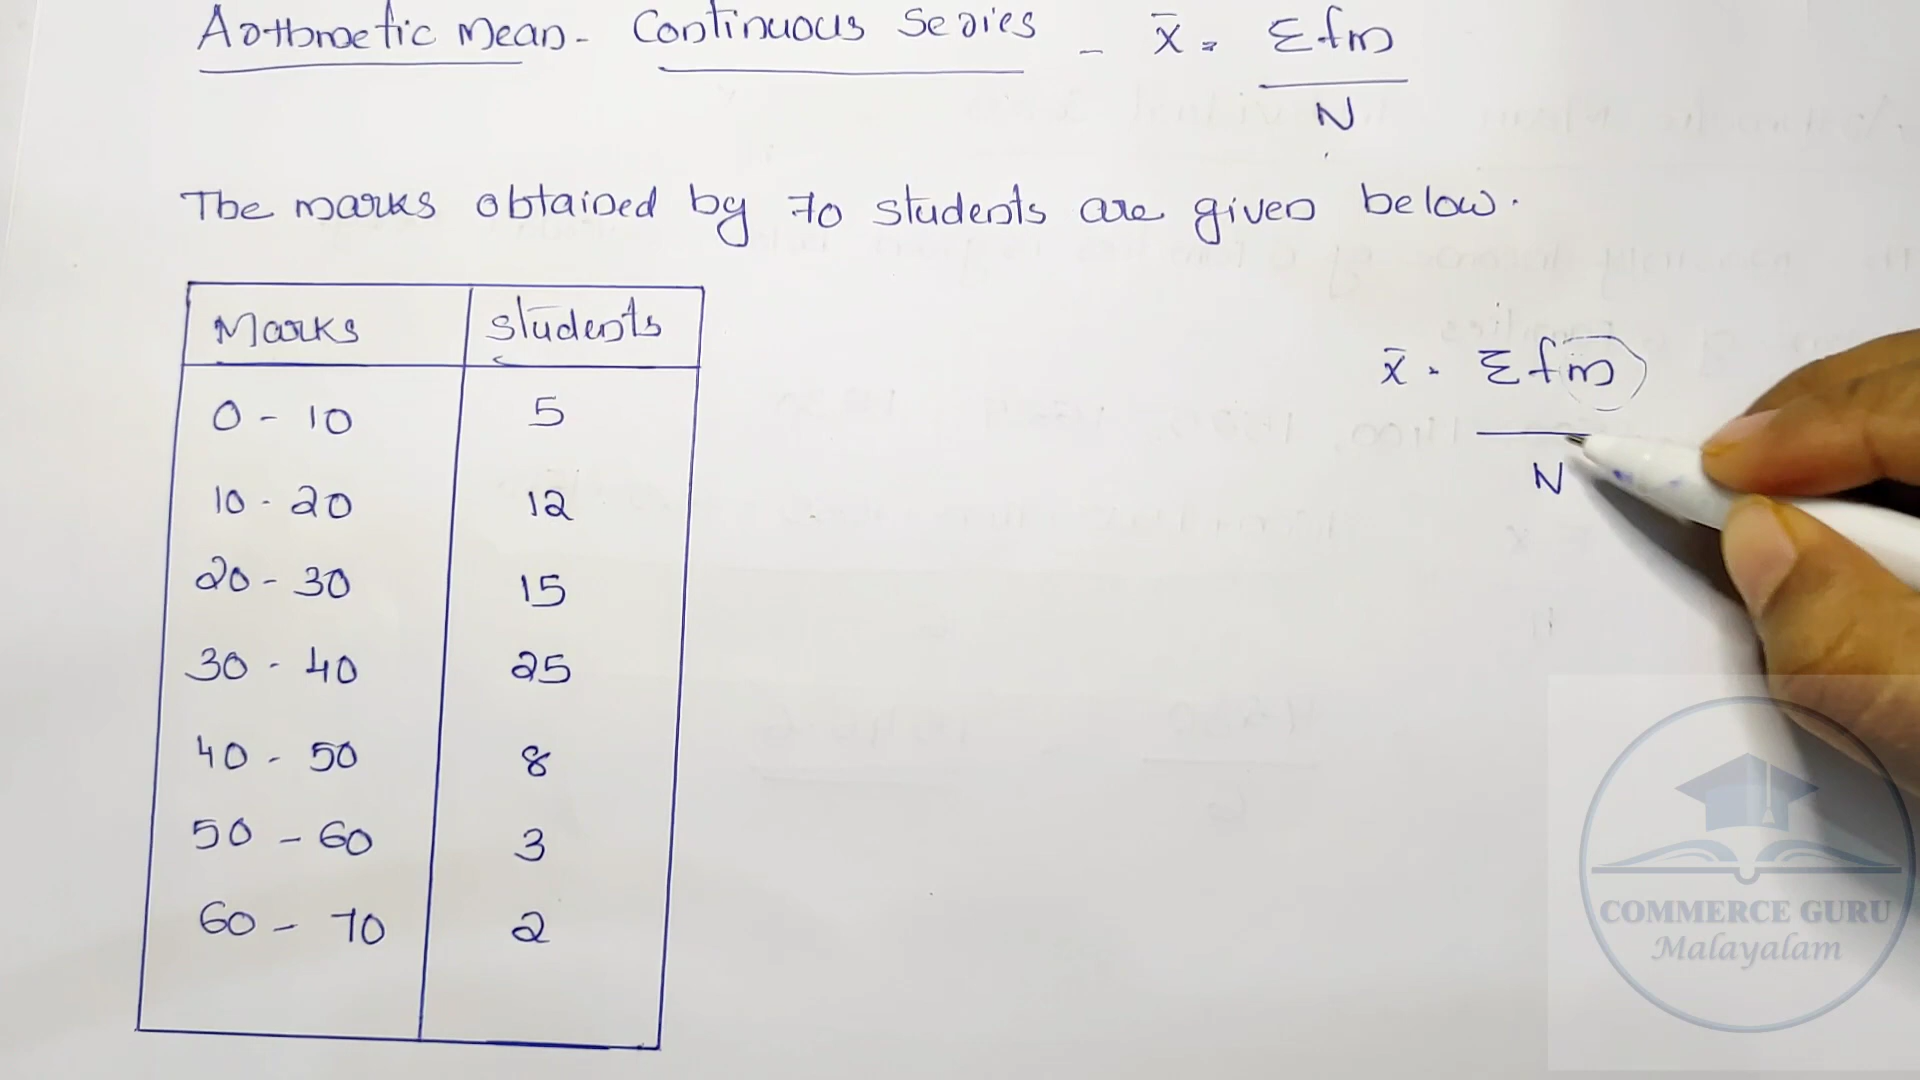 Arthmetic Mean - Continuous Series - x̄ = Σfm
N
The marks obtained by 70 students are given below.
Marks students
0 - 10 5
10 - 20 12
20 - 30 15
30 - 40 25
40 - 50 8
50 - 60 3
60 - 70 2
x̄ = Σfm
N
COMMERCE GURU
Malayalam